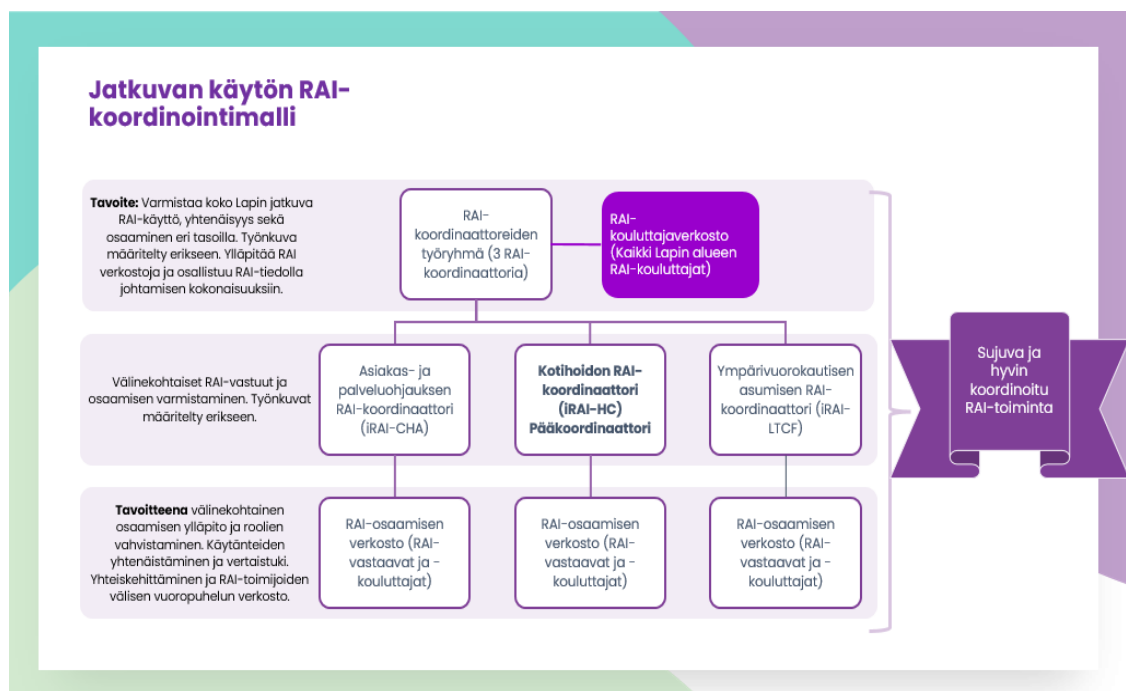 Jatkuvan käytön RAI-
koordinointimalli
Tavoite: Varmistaa koko Lapin jatkuva
RAI-käyttö, yhtenäisyys sekä
osaaminen eri tasoilla. Työnkuva
määritelty erikseen. Ylläpitää RAI
verkostoja ja osallistuu RAI-tiedolla
johtamisen kokonaisuuksiin.
RAI-
koordinaattoreiden
työryhmä (3 RAI-
koordinaattoria)
RAI-
kouluttajaverkosto
(Kaikki Lapin alueen
RAI-kouluttajat)
Välinekohtaiset RAI-vastuut ja
osaamisen varmistaminen. Työnkuvat
määritelty erikseen.
Asiakas- ja
palveluohjauksen
RAI-koordinaattori
(iRAI-CHA)
Kotihoidon RAI-
koordinaattori
(iRAI-HC)
Pääkoordinaattori
Ympärivuorokautisen
asumisen RAI-
koordinaattori (iRAI-
LTCF)
Sujuva ja
hyvin
koordinoitu
RAI-toiminta
Tavoitteena välinekohtainen
osaamisen ylläpito ja roolien
vahvistaminen. Käytänteiden
yhtenäistäminen ja vertaistuki.
Yhteiskehittäminen ja RAI-toimijoiden
välisen vuoropuhelun verkosto.
RAI-osaamisen
verkosto (RAI-
vastaavat ja -
kouluttajat)
RAI-osaamisen
verkosto (RAI-
vastaavat ja -
kouluttajat)
RAI-osaamisen
verkosto (RAI-
vastaavat ja -
kouluttajat)